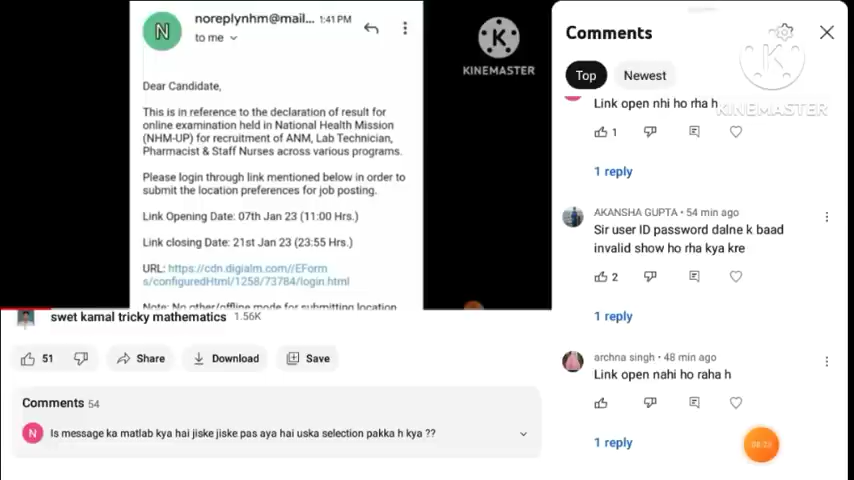 noreplynhm@mail... 1:41 PM
to me
N
KINEMASTER
Dear Candidate,
This is in reference to the declaration of result for
online examination held in National Health Mission
(NHM-UP) for recruitment of ANM, Lab Technician,
Pharmacist & Staff Nurses across various programs.
Please login through link mentioned below in order to
submit the location preferences for job posting.
Link Opening Date: 07th Jan 23 (11:00 Hrs.)
Link closing Date: 21st Jan 23 (23:55 Hrs.)
URL: https://cdn.digialm.com//EForm
s/configuredHtml/1258/73784/login.html
Note: No other/offline mode for submitting location
swet kamal tricky mathematics 1.56K
51
Share
Download
Save
Comments 54
N
Is message ka matlab kya hai jiske jiske pas aya hai uska selection pakka h kya ??
Comments
KINEMASTER
Top
Newest
Link open nhi ho rha h
1
1 reply
AKANSHA GUPTA • 54 min ago
Sir user ID password dalne k baad
invalid show ho rha kya kre
2
1 reply
archna singh • 48 min ago
Link open nahi ho raha h
1 reply